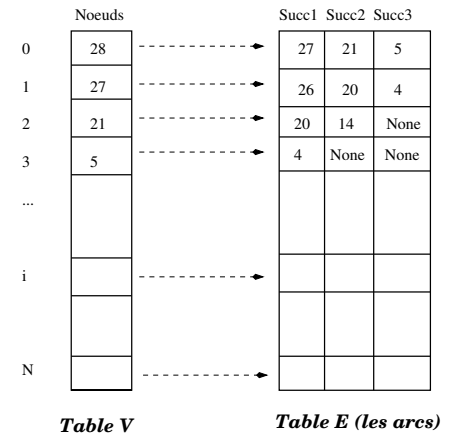 Noeuds Succ1 Succ2 Succ3
0 28 27 21 5
1 27 26 20 4
2 21 20 14 None
3 5 4 None None
...
i
N
Table V Table E (les arcs)